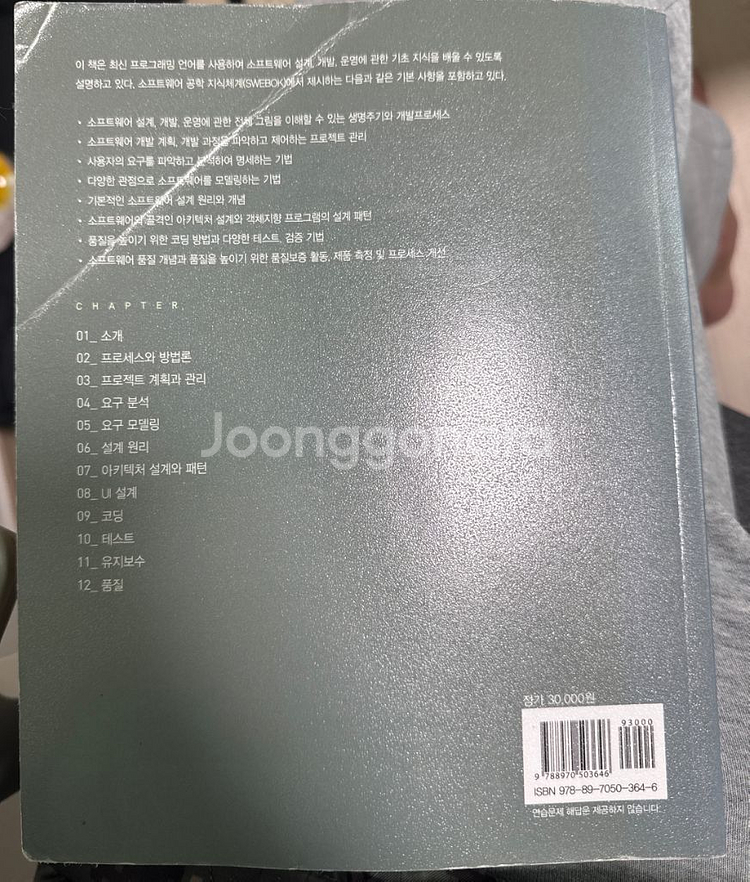 이 책은 최신 프로그래밍 언어를 사용하여 소프트웨어 설계, 개발, 운영에 관한 기초 지식을 배울 수 있도록
설명하고 있다. 소프트웨어 공학 지식체계(SWEBOK)에서 제시하는 다음과 같은 기본 사항을 포함하고 있다.
• 소프트웨어 설계, 개발, 운영에 관한 전체 그림을 이해할 수 있는 생명주기와 개발프로세스
• 소프트웨어 개발 계획, 개발 과정을 파악하고 제어하는 프로젝트 관리
• 사용자의 요구를 파악하고 분석하여 명세하는 기법
• 다양한 관점으로 소프트웨어를 모델링하는 기법
• 기본적인 소프트웨어 설계 원리와 개념
• 소프트웨어의 골격인 아키텍처 설계와 객체지향 프로그램의 설계 패턴
• 품질을 높이기 위한 코딩 방법과 다양한 테스트, 검증 기법
• 소프트웨어 품질 개념과 품질을 높이기 위한 품질보증 활동, 제품 측정 및 프로세스 개선
CHAPTER
01_ 소개
02_ 프로세스와 방법론
03_ 프로젝트 계획과 관리
04_ 요구 분석
05_ 요구 모델링
06_ 설계 원리
Joonggonara
07_ 아키텍처 설계와 패턴
08_ UI 설계
09_ 코딩
10_ 테스트
11_ 유지보수
12_ 품질
정가 30,000원
93000
9 788970 503646
ISBN 978-89-7050-364-6
연습문제 해답은 제공하지 않습니다.